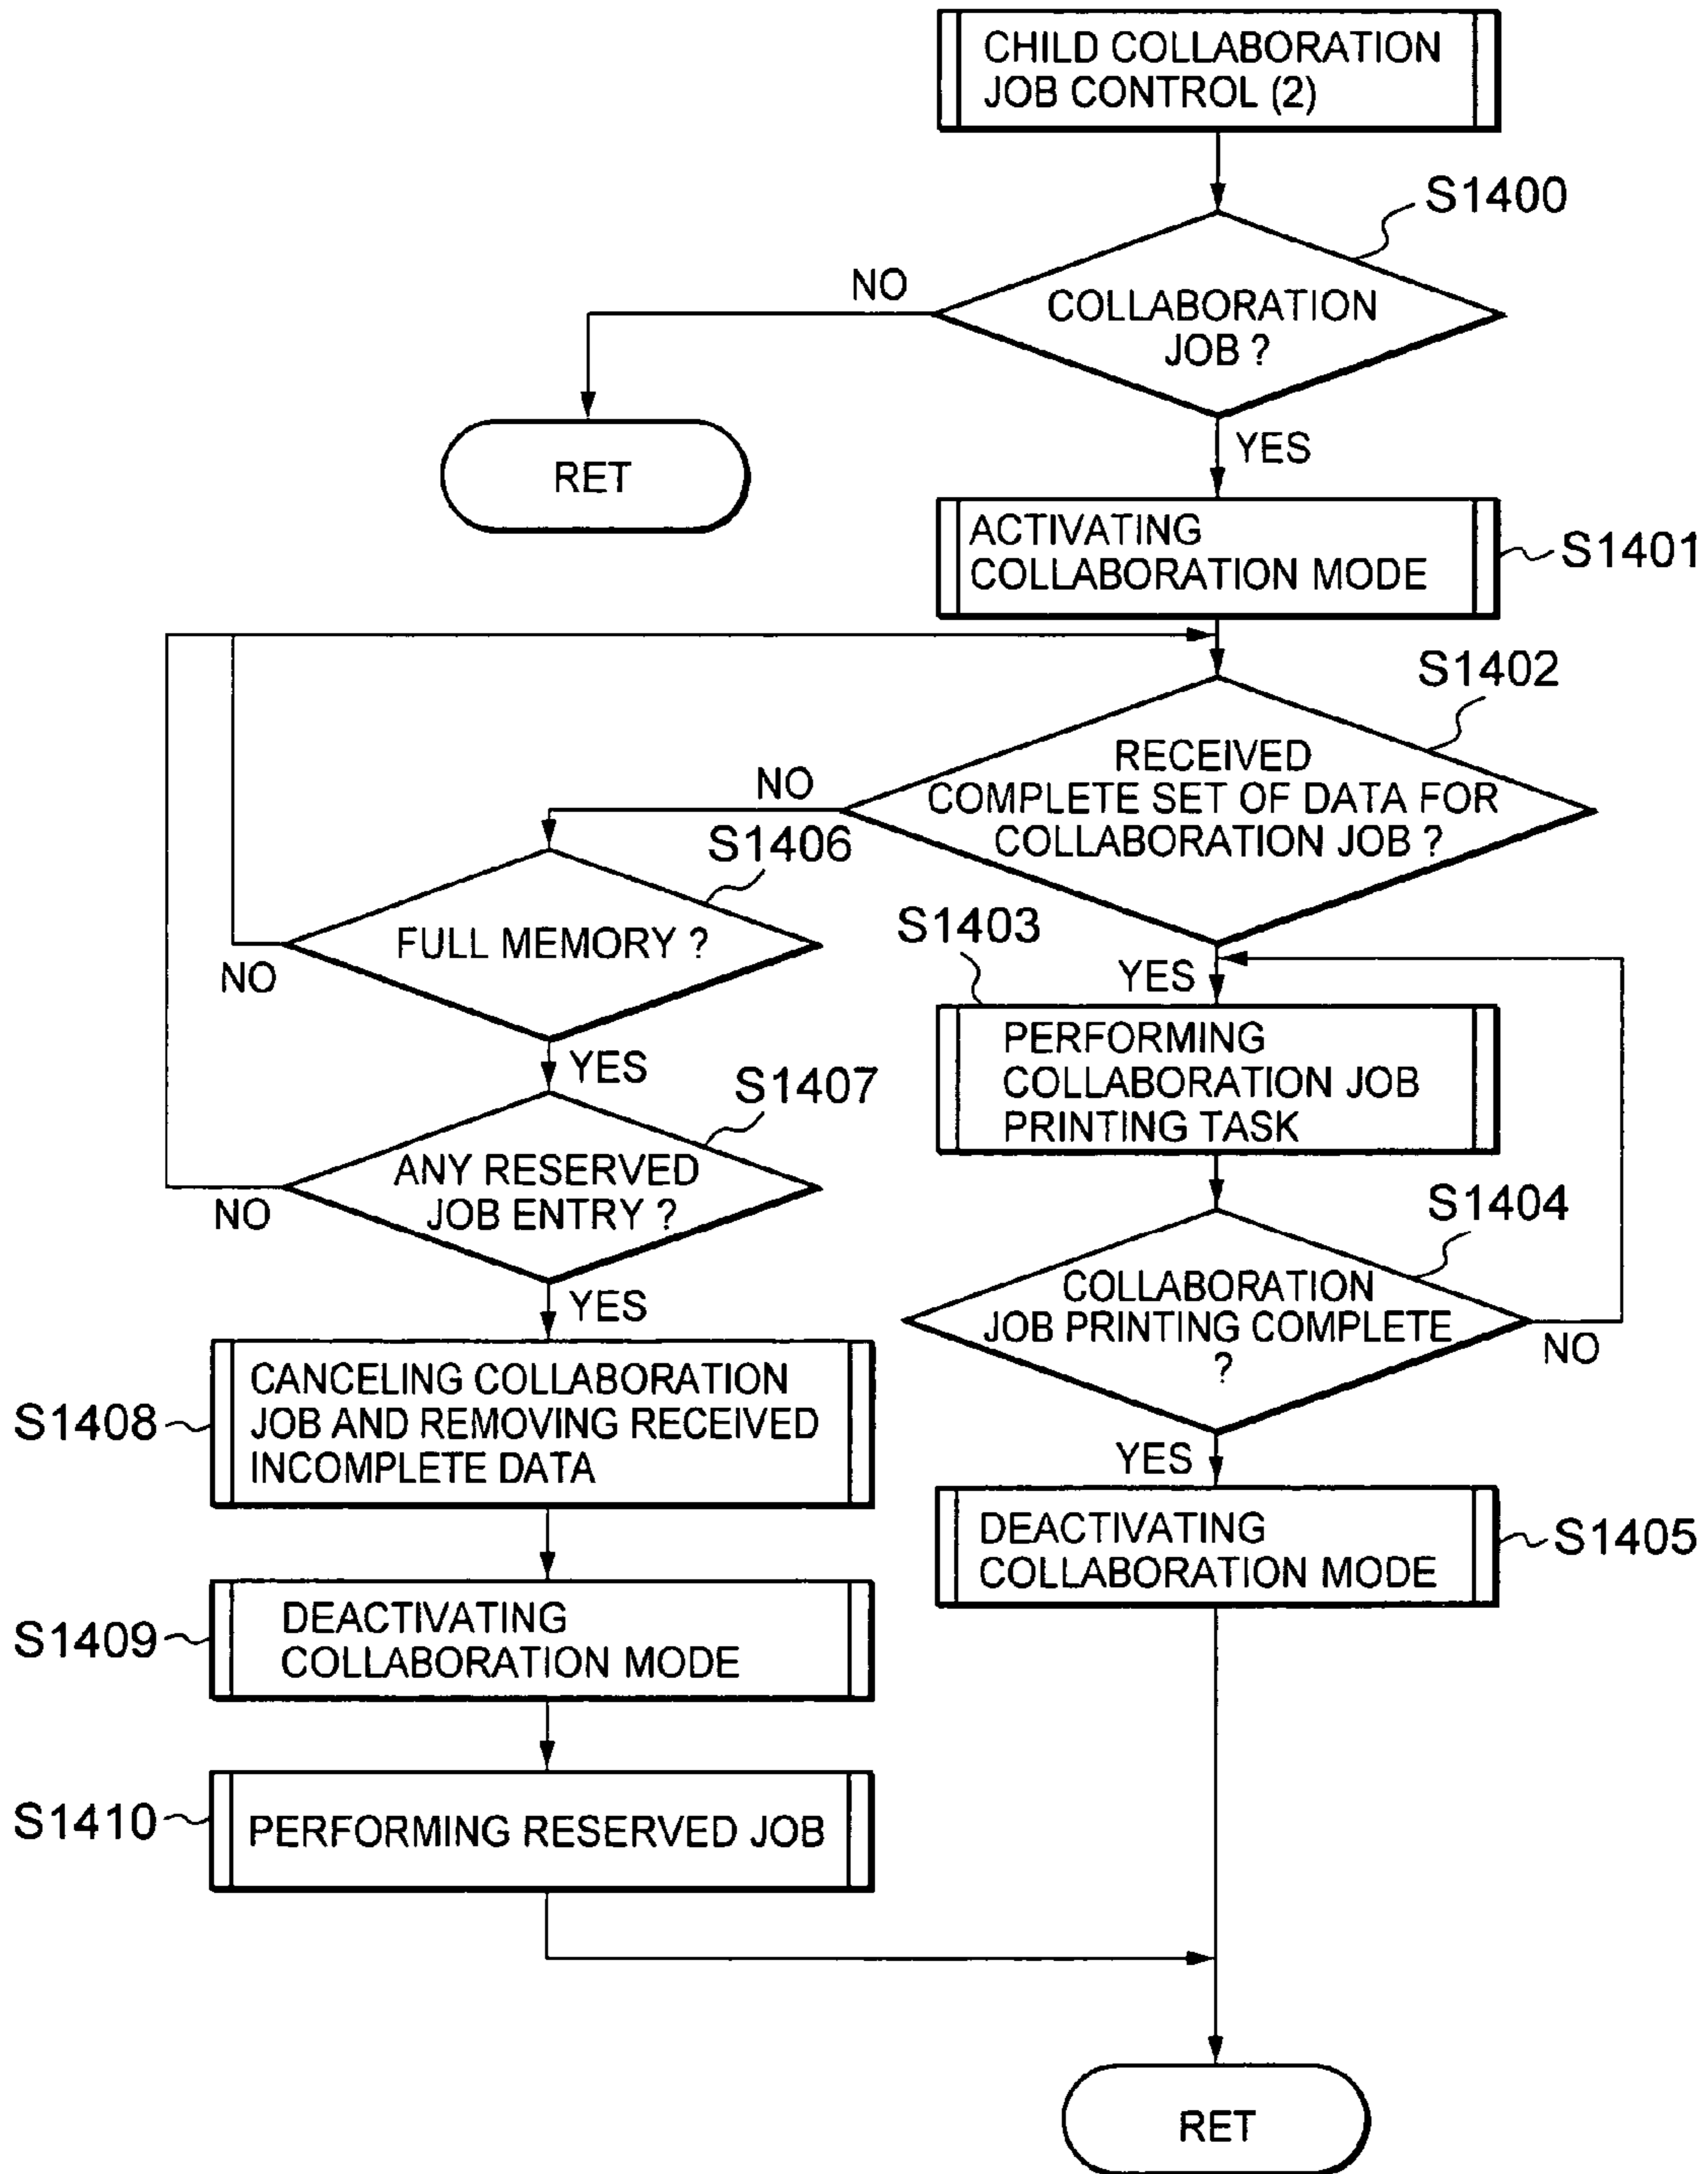 CHILD COLLABORATION
JOB CONTROL (2)
S1400
NO
COLLABORATION
JOB ?
YES
RET
ACTIVATING
COLLABORATION MODE
S1401
S1402
RECEIVED
COMPLETE SET OF DATA FOR
COLLABORATION JOB ?
NO
S1406
FULL MEMORY ?
NO
YES
S1403
YES
PERFORMING
COLLABORATION JOB
PRINTING TASK
S1407
ANY RESERVED
JOB ENTRY ?
NO
YES
S1404
COLLABORATION
JOB PRINTING COMPLETE
?
NO
YES
S1408
CANCELING COLLABORATION
JOB AND REMOVING RECEIVED
INCOMPLETE DATA
DEACTIVATING
COLLABORATION MODE
S1405
S1409
DEACTIVATING
COLLABORATION MODE
S1410
PERFORMING RESERVED JOB
RET